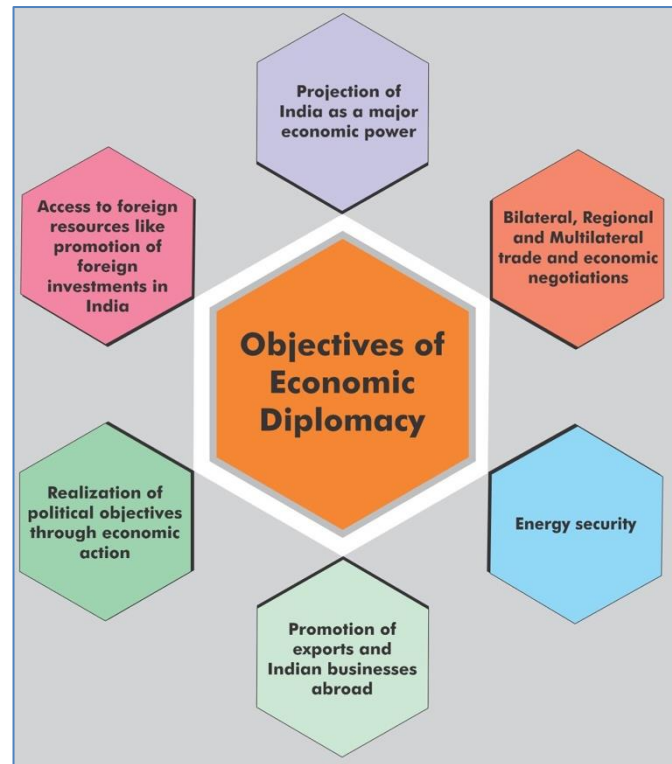 Projection of
India as a major
economic power
Access to foreign
resources like
promotion of
foreign
investments in
India
Bilateral, Regional
and Multilateral
trade and economic
negotiations
Objectives of
Economic
Diplomacy
Realization of
political objectives
through economic
action
Energy security
Promotion of
exports and
Indian businesses
abroad